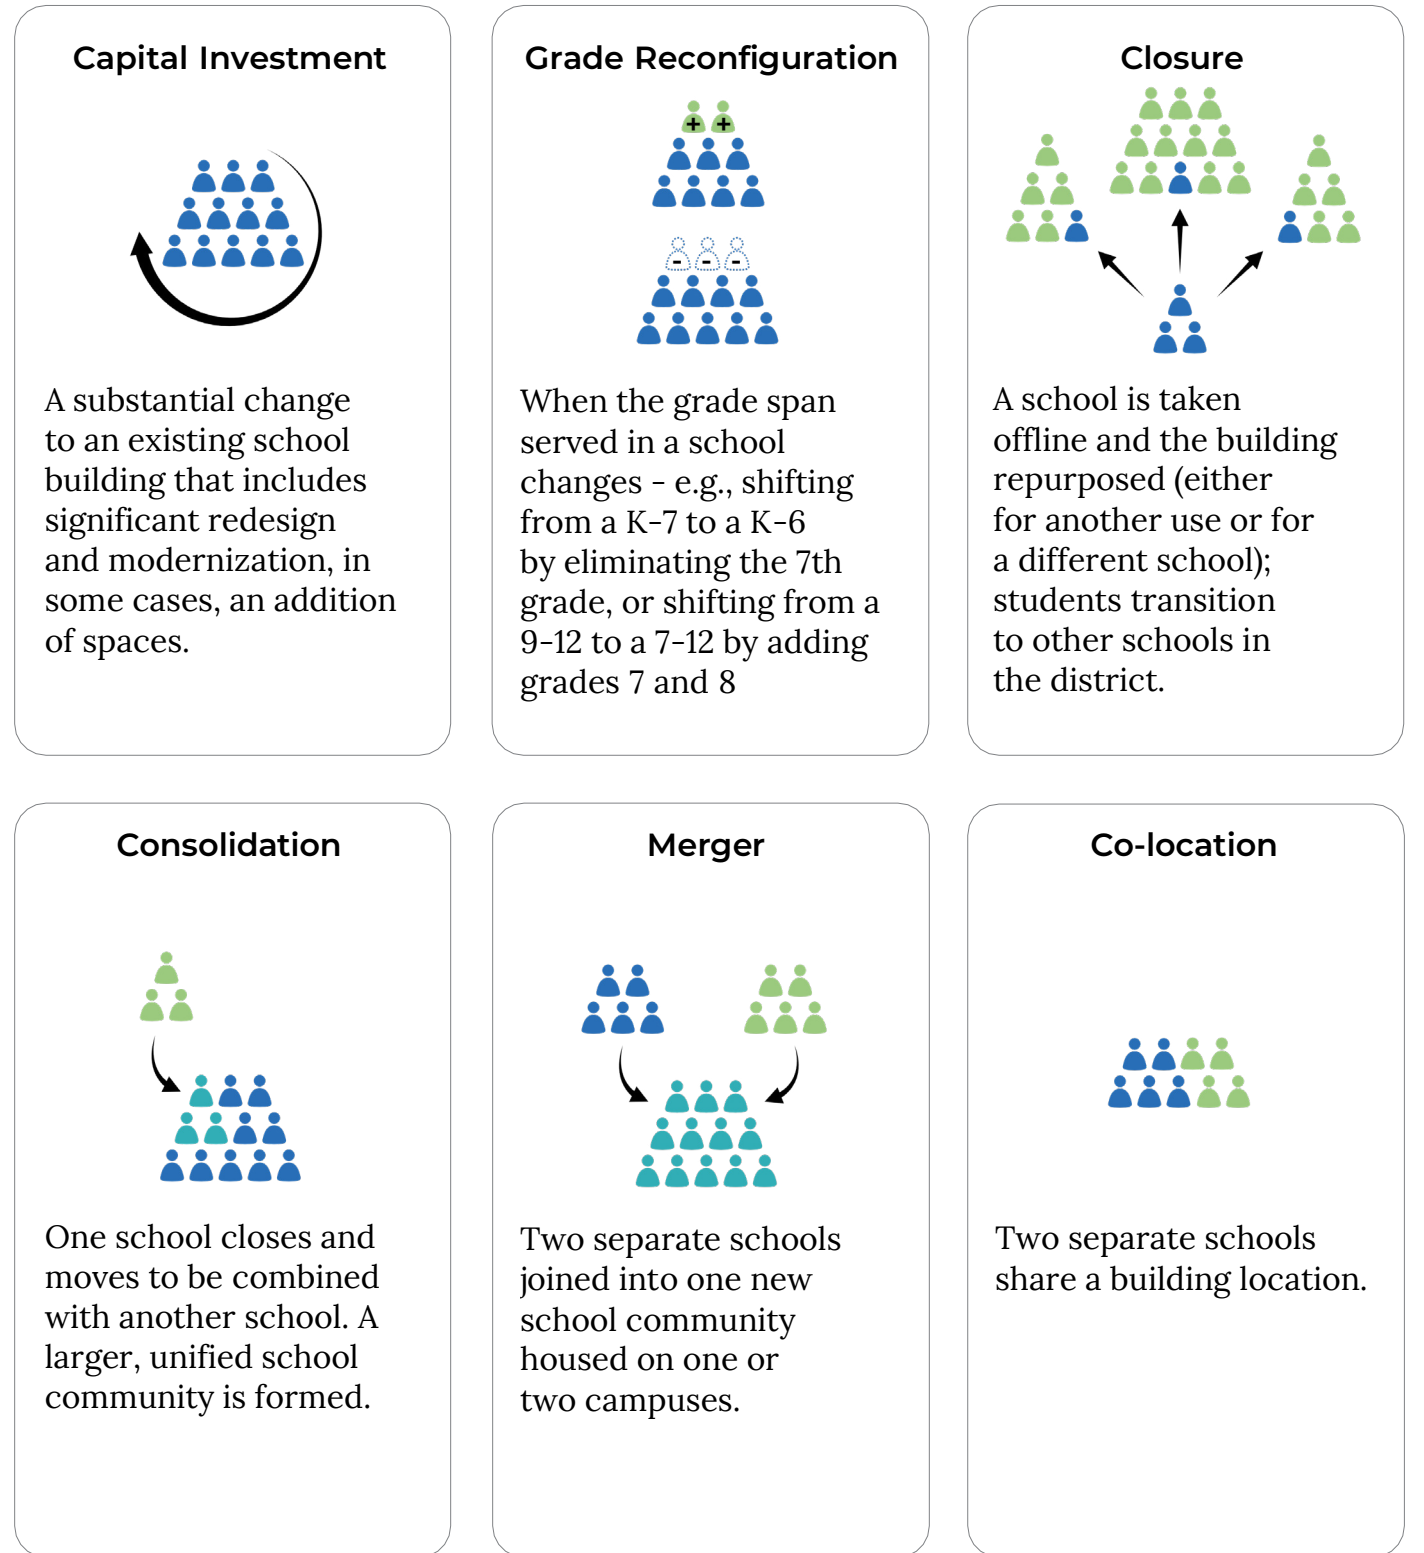 Capital Investment
A substantial change
to an existing school
building that includes
significant redesign
and modernization, in
some cases, an addition
of spaces.
Grade Reconfiguration
+ +
- - -
When the grade span
served in a school
changes - e.g., shifting
from a K-7 to a K-6
by eliminating the 7th
grade, or shifting from a
9-12 to a 7-12 by adding
grades 7 and 8
Closure
A school is taken
offline and the building
repurposed (either
for another use or for
a different school);
students transition
to other schools in
the district.
Consolidation
One school closes and
moves to be combined
with another school. A
larger, unified school
community is formed.
Merger
Two separate schools
joined into one new
school community
housed on one or
two campuses.
Co-location
Two separate schools
share a building location.